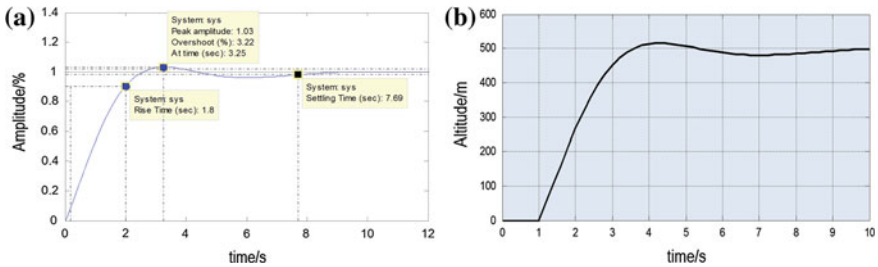 (a)
System: sys
Peak amplitude: 1.03
Overshoot (%): 3.22
At time (sec): 3.25
System: sys
Rise Time (sec): 1.8
System: sys
Settling Time (sec): 7.69
Amplitude/%
1.4
1.2
1
0.8
0.6
0.4
0.2
0
0 2 4 6 8 10 12
time/s
(b)
Altitude/m
600
500
400
300
200
100
0
0 1 2 3 4 5 6 7 8 9 10
time/s